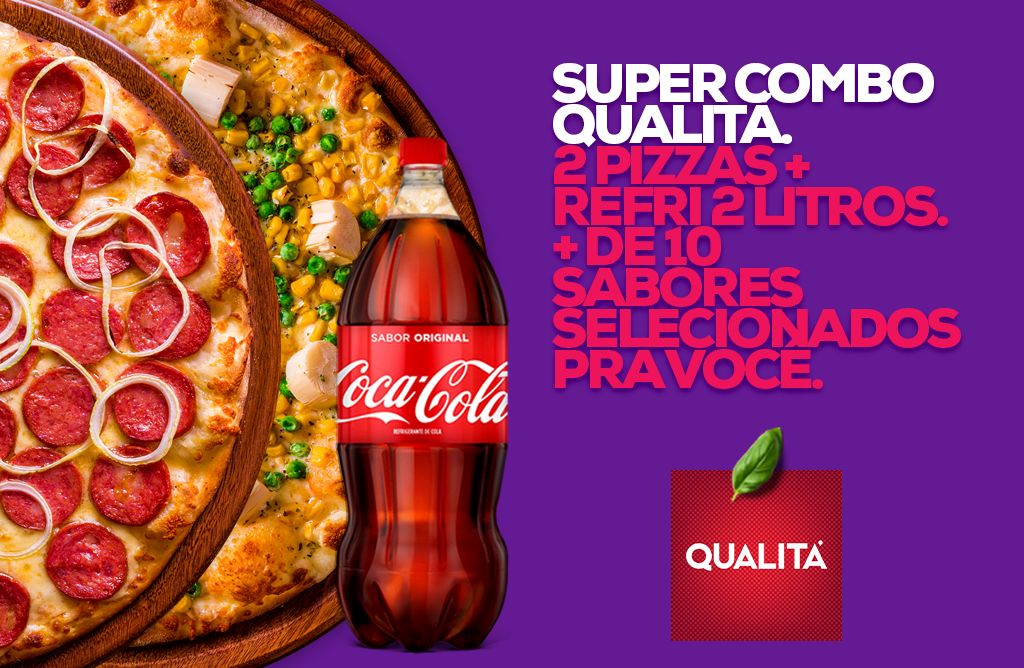 SUPER COMBO
QUALITÁ.
2 PIZZAS +
REFRI 2 LITROS.
+ DE 10
SABORES
SELECIONADOS
PRA VOCÊ.
SABOR ORIGINAL
Coca-Cola
REFRIGERANTE DE COLA
QUALITÁ